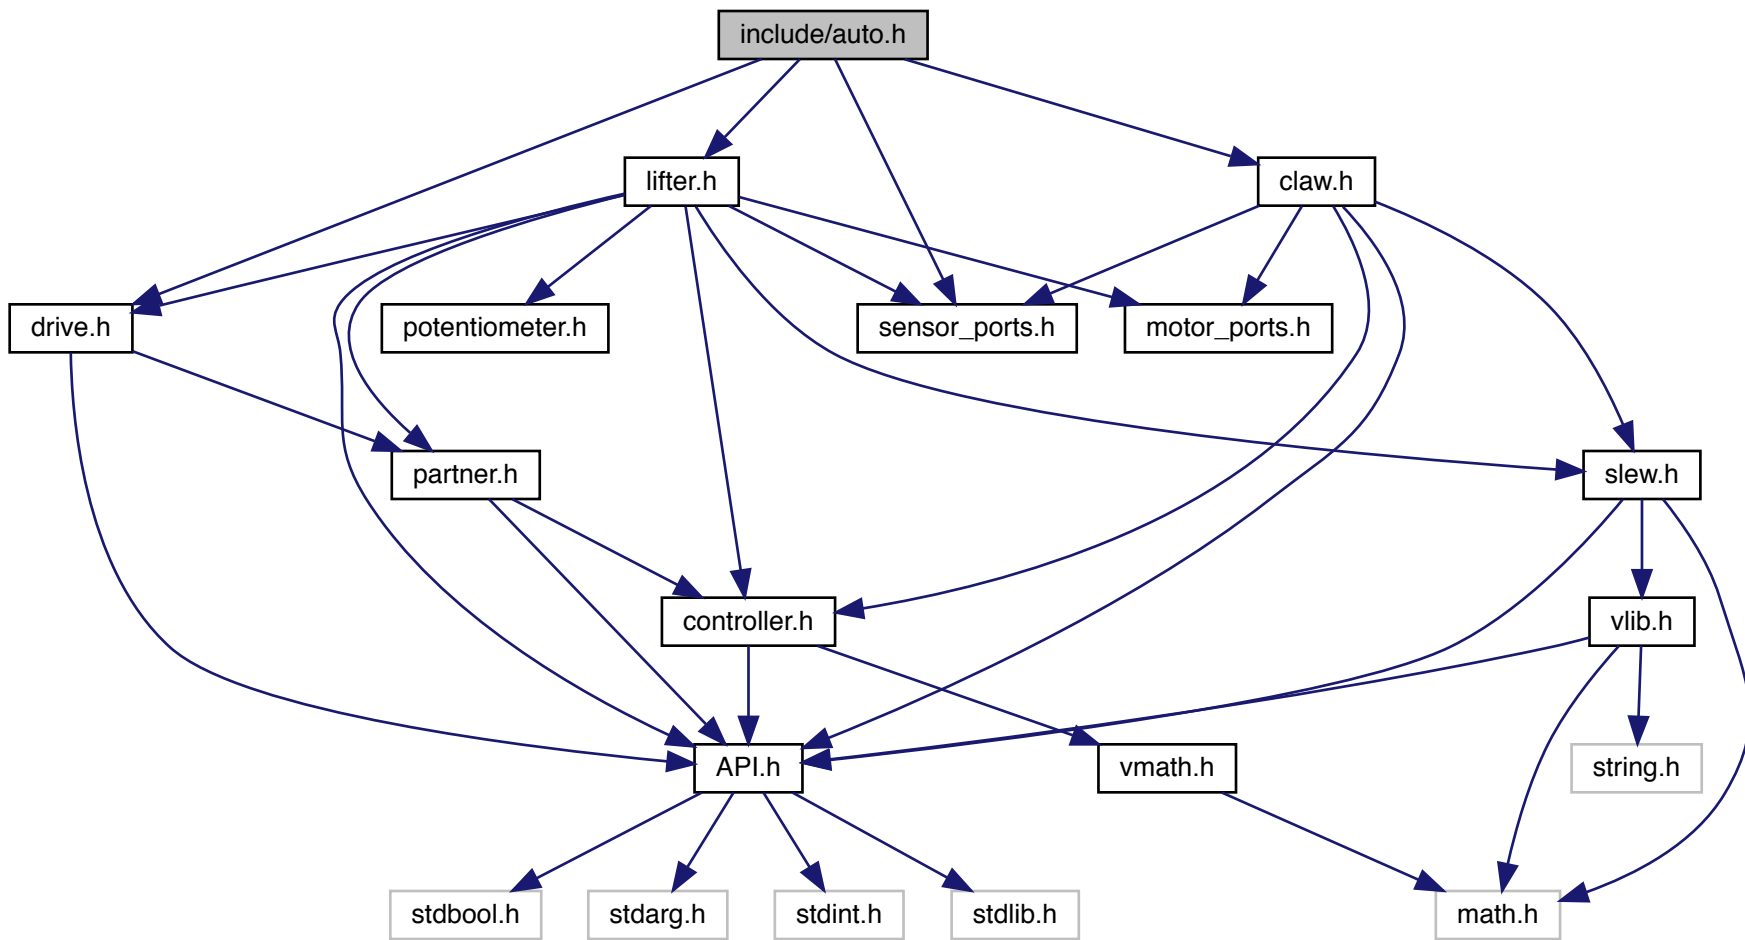 include/auto.h
lifter.h
claw.h
drive.h
potentiometer.h
sensor_ports.h
motor_ports.h
partner.h
slew.h
controller.h
vlib.h
API.h
vmath.h
string.h
stdbool.h
stdarg.h
stdint.h
stdlib.h
math.h